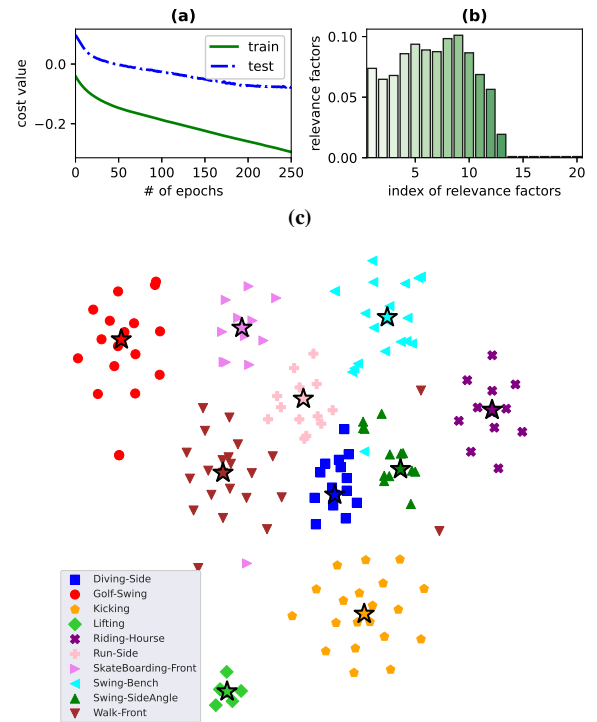 (a)
cost value
0.0
−0.2
train
test
0 50 100 150 200 250
# of epochs
(b)
relevance factors
0.10
0.05
0.00
5 10 15 20
index of relevance factors
(c)
Diving-Side
Golf-Swing
Kicking
Lifting
Riding-Hourse
Run-Side
SkateBoarding-Front
Swing-Bench
Swing-SideAngle
Walk-Front